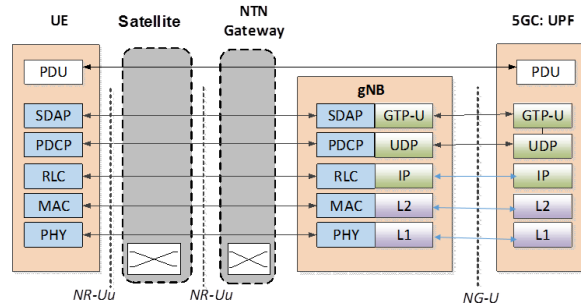 UE
Satellite
NTN
Gateway
5GC: UPF
PDU
PDU
gNB
SDAP
SDAP
GTP-U
GTP-U
PDCP
PDCP
UDP
UDP
RLC
RLC
IP
IP
MAC
MAC
L2
L2
PHY
PHY
L1
L1
NR-Uu
NR-Uu
NG-U